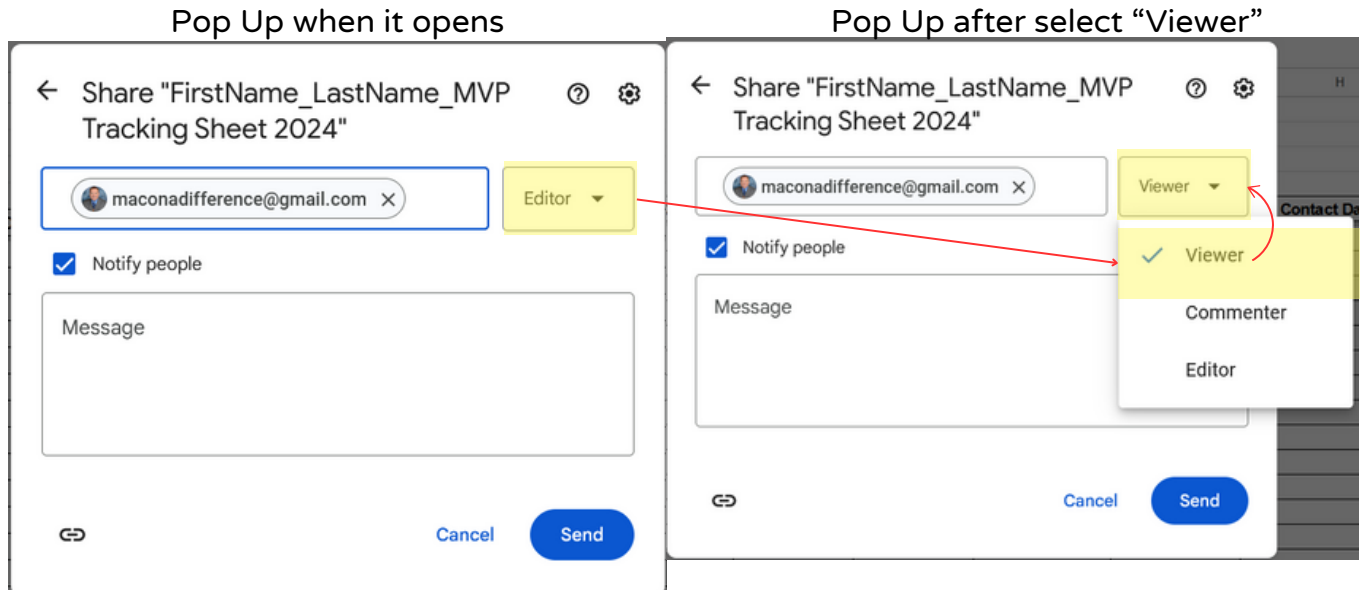 Pop Up when it opens
Share "FirstName_LastName_MVP
Tracking Sheet 2024"
maconadifference@gmail.com
Editor
Notify people
Message
Cancel
Send
Pop Up after select “Viewer”
Share "FirstName_LastName_MVP
Tracking Sheet 2024"
maconadifference@gmail.com
Viewer
Notify people
Message
Viewer
Commenter
Editor
Cancel
Send
H
Contact Da